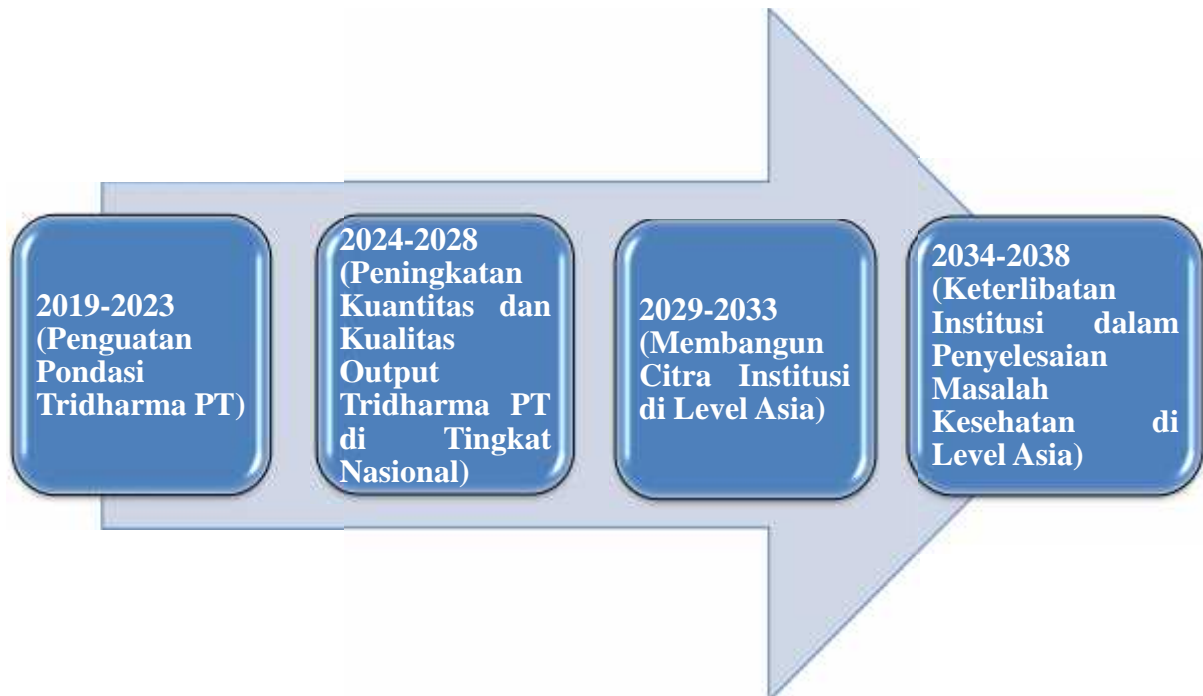 2019-2023
(Penguatan
Pondasi
Tridharma PT)
2024-2028
(Peningkatan
Kuantitas dan
Kualitas
Output
Tridharma PT
di Tingkat
Nasional)
2029-2033
(Membangun
Citra Institusi
di Level Asia)
2034-2038
(Keterlibatan
Institusi dalam
Penyelesaian
Masalah
Kesehatan di
Level Asia)